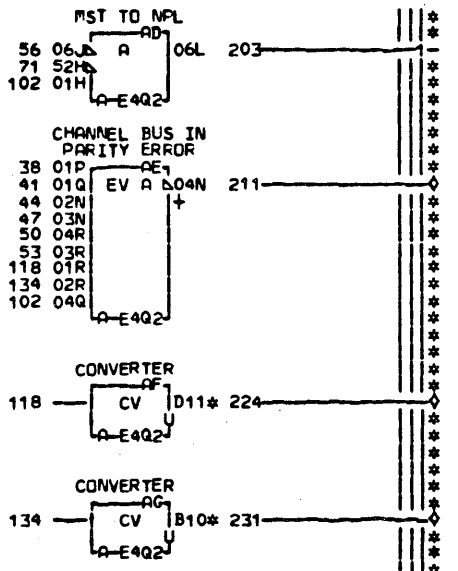 MST TO NPL
AD
56 06J A 06L 203
71 52H
102 01H
A-E4Q2
CHANNEL BUS IN
PARITY ERROR
38 01P AE
41 01Q EV A 04N 211
44 02N +
47 03N
50 04R
53 03R
118 01R
134 02R
102 04Q
A-E4Q2
CONVERTER
AF
118 CV D11* 224
U
A-E4Q2
CONVERTER
AG
134 CV B10* 231
U
A-E4Q2